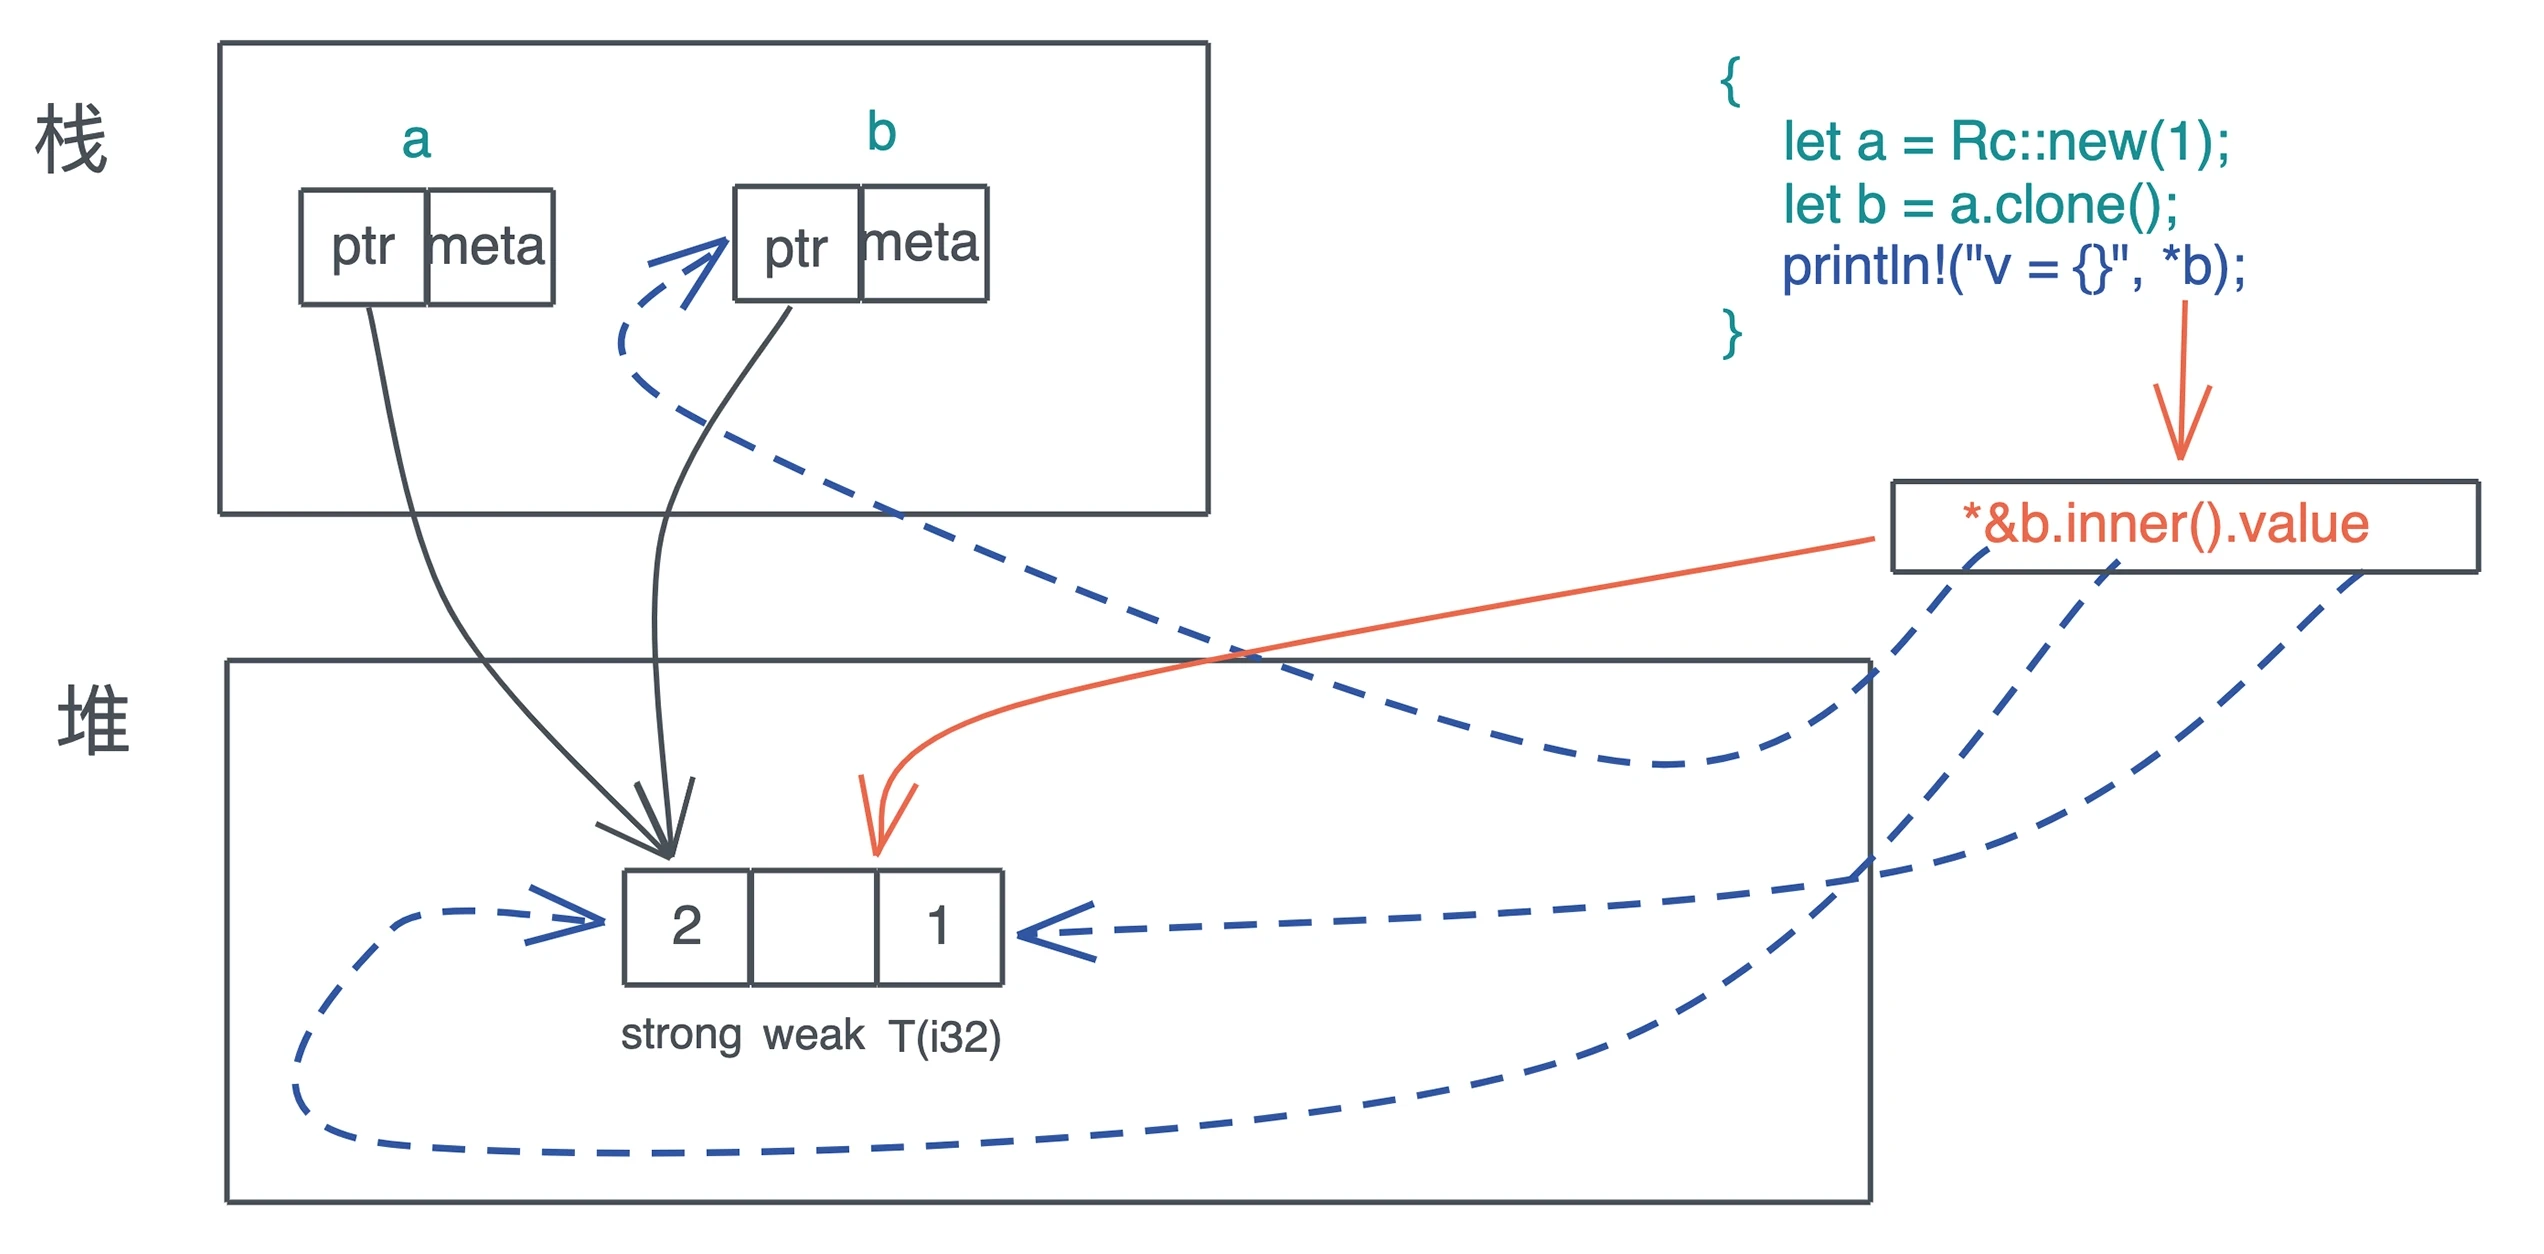 栈
a
b
ptr
meta
ptr
meta
{
let a = Rc::new(1);
let b = a.clone();
println!("v = {}", *b);
}
*&b.inner().value
堆
2
1
strong
weak
T(i32)